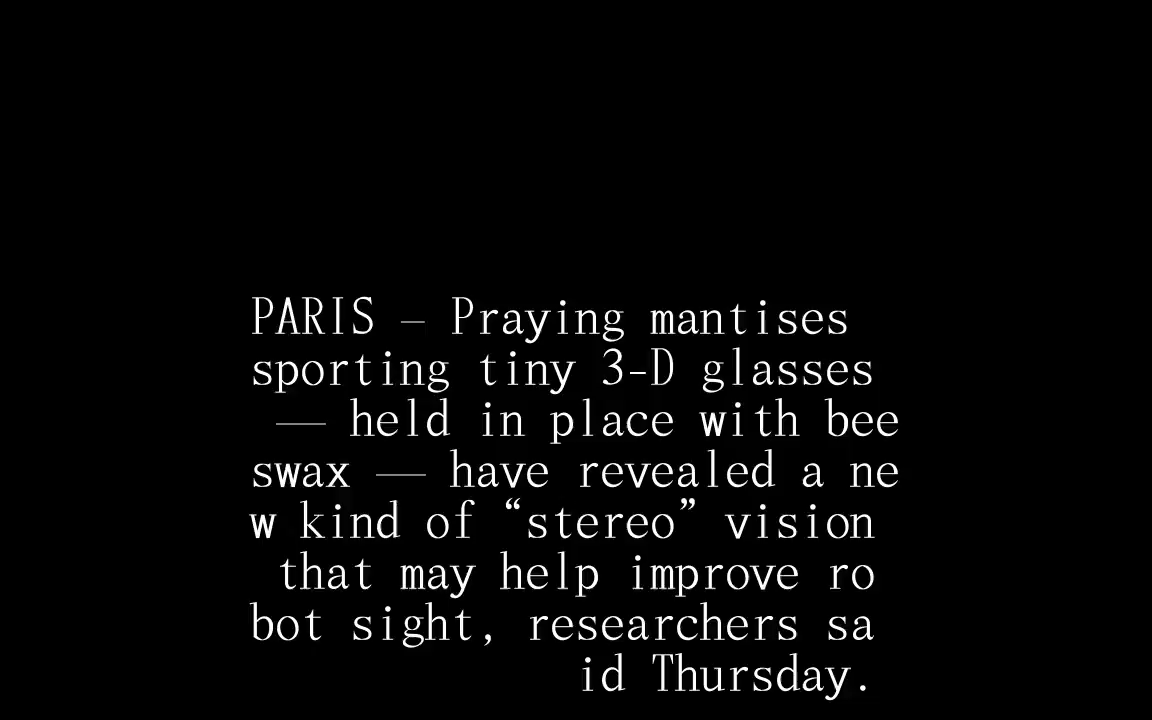 PARIS – Praying mantises
sporting tiny 3-D glasses
— held in place with bee
swax — have revealed a ne
w kind of “stereo” vision
that may help improve ro
bot sight, researchers sa
id Thursday.